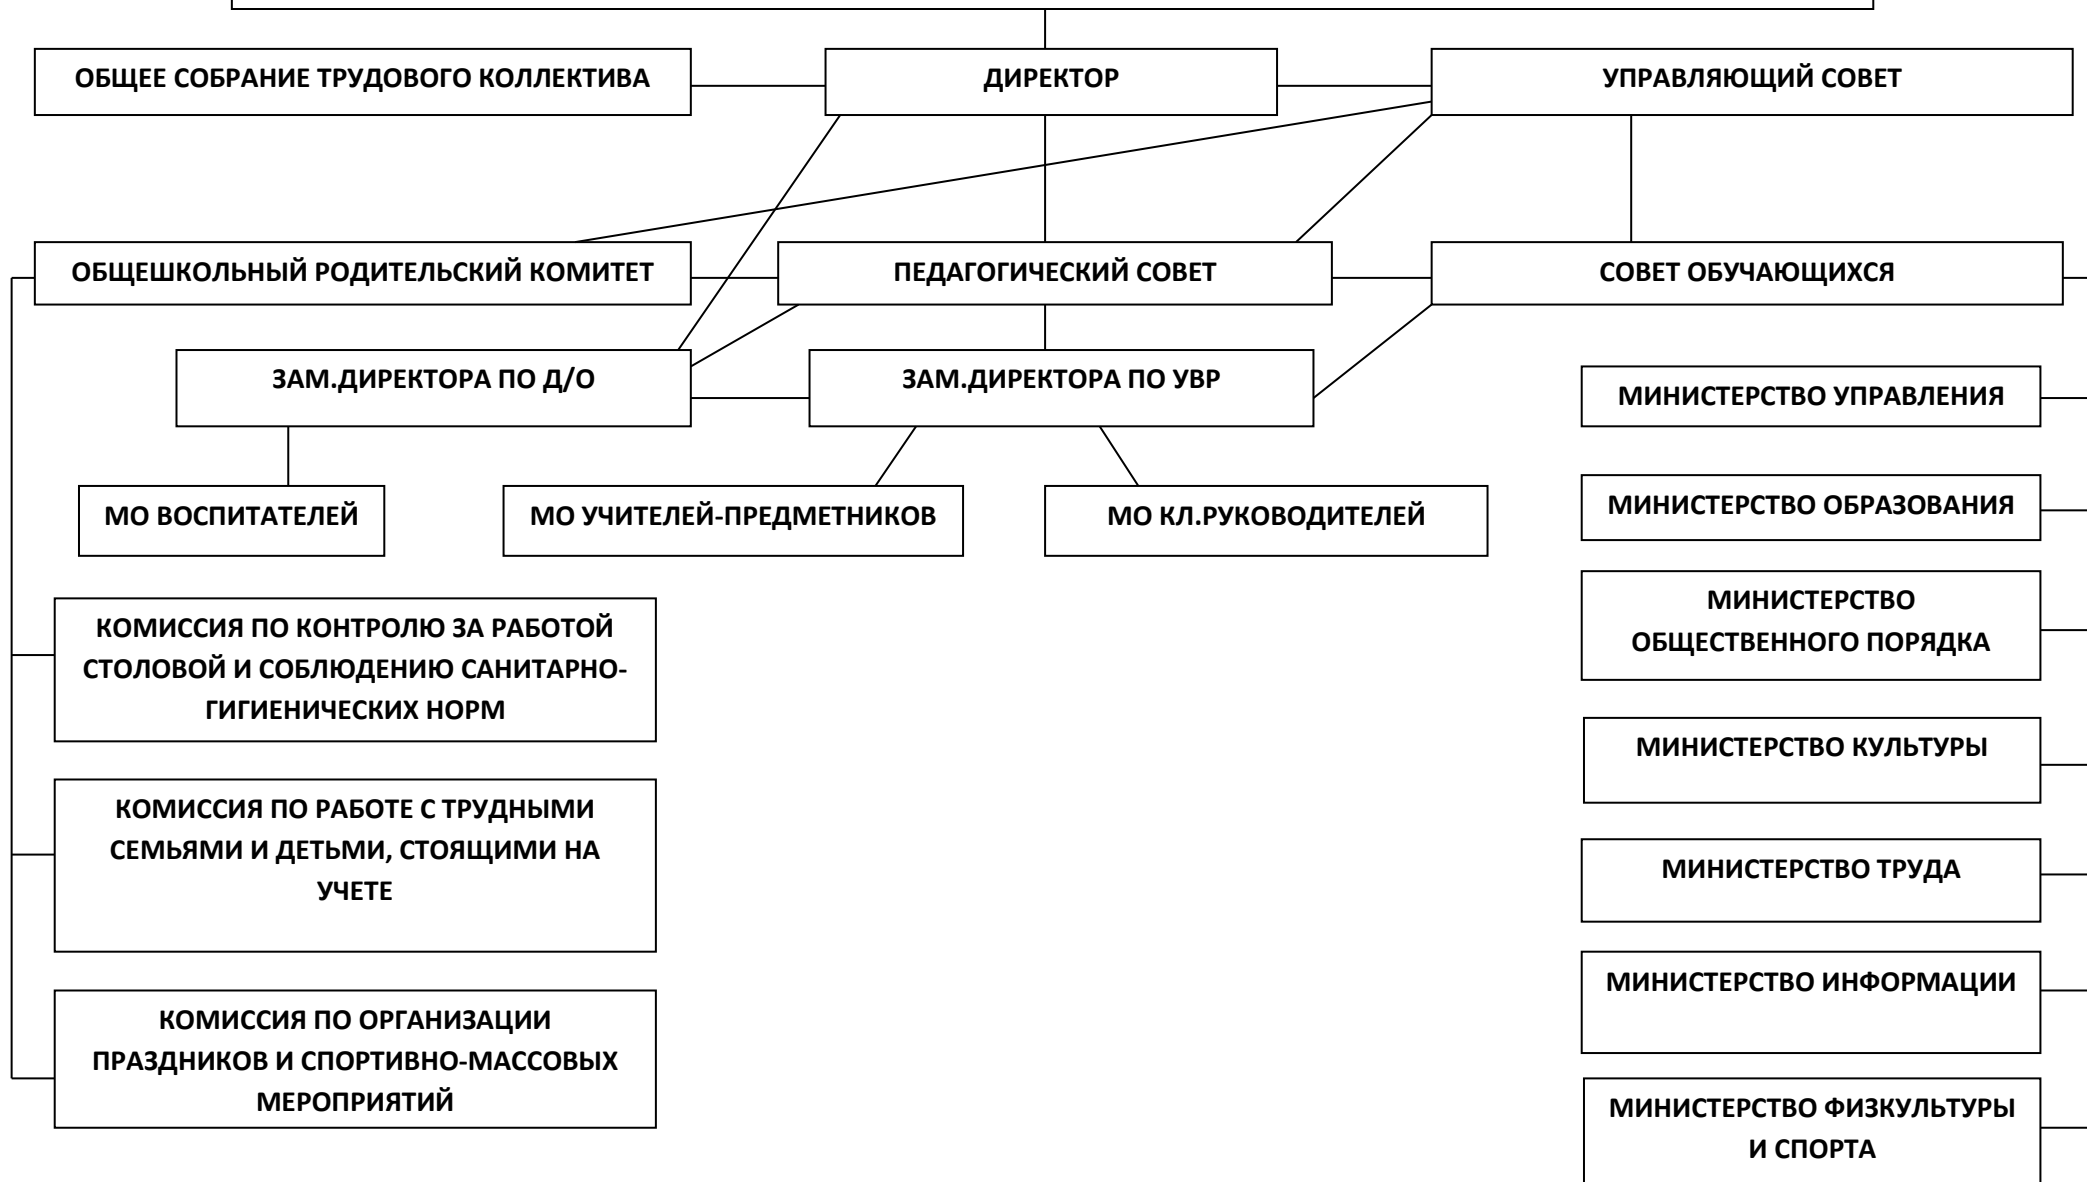 ОБЩЕЕ СОБРАНИЕ ТРУДОВОГО КОЛЛЕКТИВА
ДИРЕКТОР
УПРАВЛЯЮЩИЙ СОВЕТ
ОБЩЕШКОЛЬНЫЙ РОДИТЕЛЬСКИЙ КОМИТЕТ
ПЕДАГОГИЧЕСКИЙ СОВЕТ
СОВЕТ ОБУЧАЮЩИХСЯ
ЗАМ.ДИРЕКТОРА ПО Д/О
ЗАМ.ДИРЕКТОРА ПО УВР
МО ВОСПИТАТЕЛЕЙ
МО УЧИТЕЛЕЙ-ПРЕДМЕТНИКОВ
МО КЛ.РУКОВОДИТЕЛЕЙ
КОМИССИЯ ПО КОНТРОЛЮ ЗА РАБОТОЙ
СТОЛОВОЙ И СОБЛЮДЕНИЮ САНИТАРНО-
ГИГИЕНИЧЕСКИХ НОРМ
КОМИССИЯ ПО РАБОТЕ С ТРУДНЫМИ
СЕМЬЯМИ И ДЕТЬМИ, СТОЯЩИМИ НА
УЧЕТЕ
КОМИССИЯ ПО ОРГАНИЗАЦИИ
ПРАЗДНИКОВ И СПОРТИВНО-МАССОВЫХ
МЕРОПРИЯТИЙ
МИНИСТЕРСТВО УПРАВЛЕНИЯ
МИНИСТЕРСТВО ОБРАЗОВАНИЯ
МИНИСТЕРСТВО
ОБЩЕСТВЕННОГО ПОРЯДКА
МИНИСТЕРСТВО КУЛЬТУРЫ
МИНИСТЕРСТВО ТРУДА
МИНИСТЕРСТВО ИНФОРМАЦИИ
МИНИСТЕРСТВО ФИЗКУЛЬТУРЫ
И СПОРТА